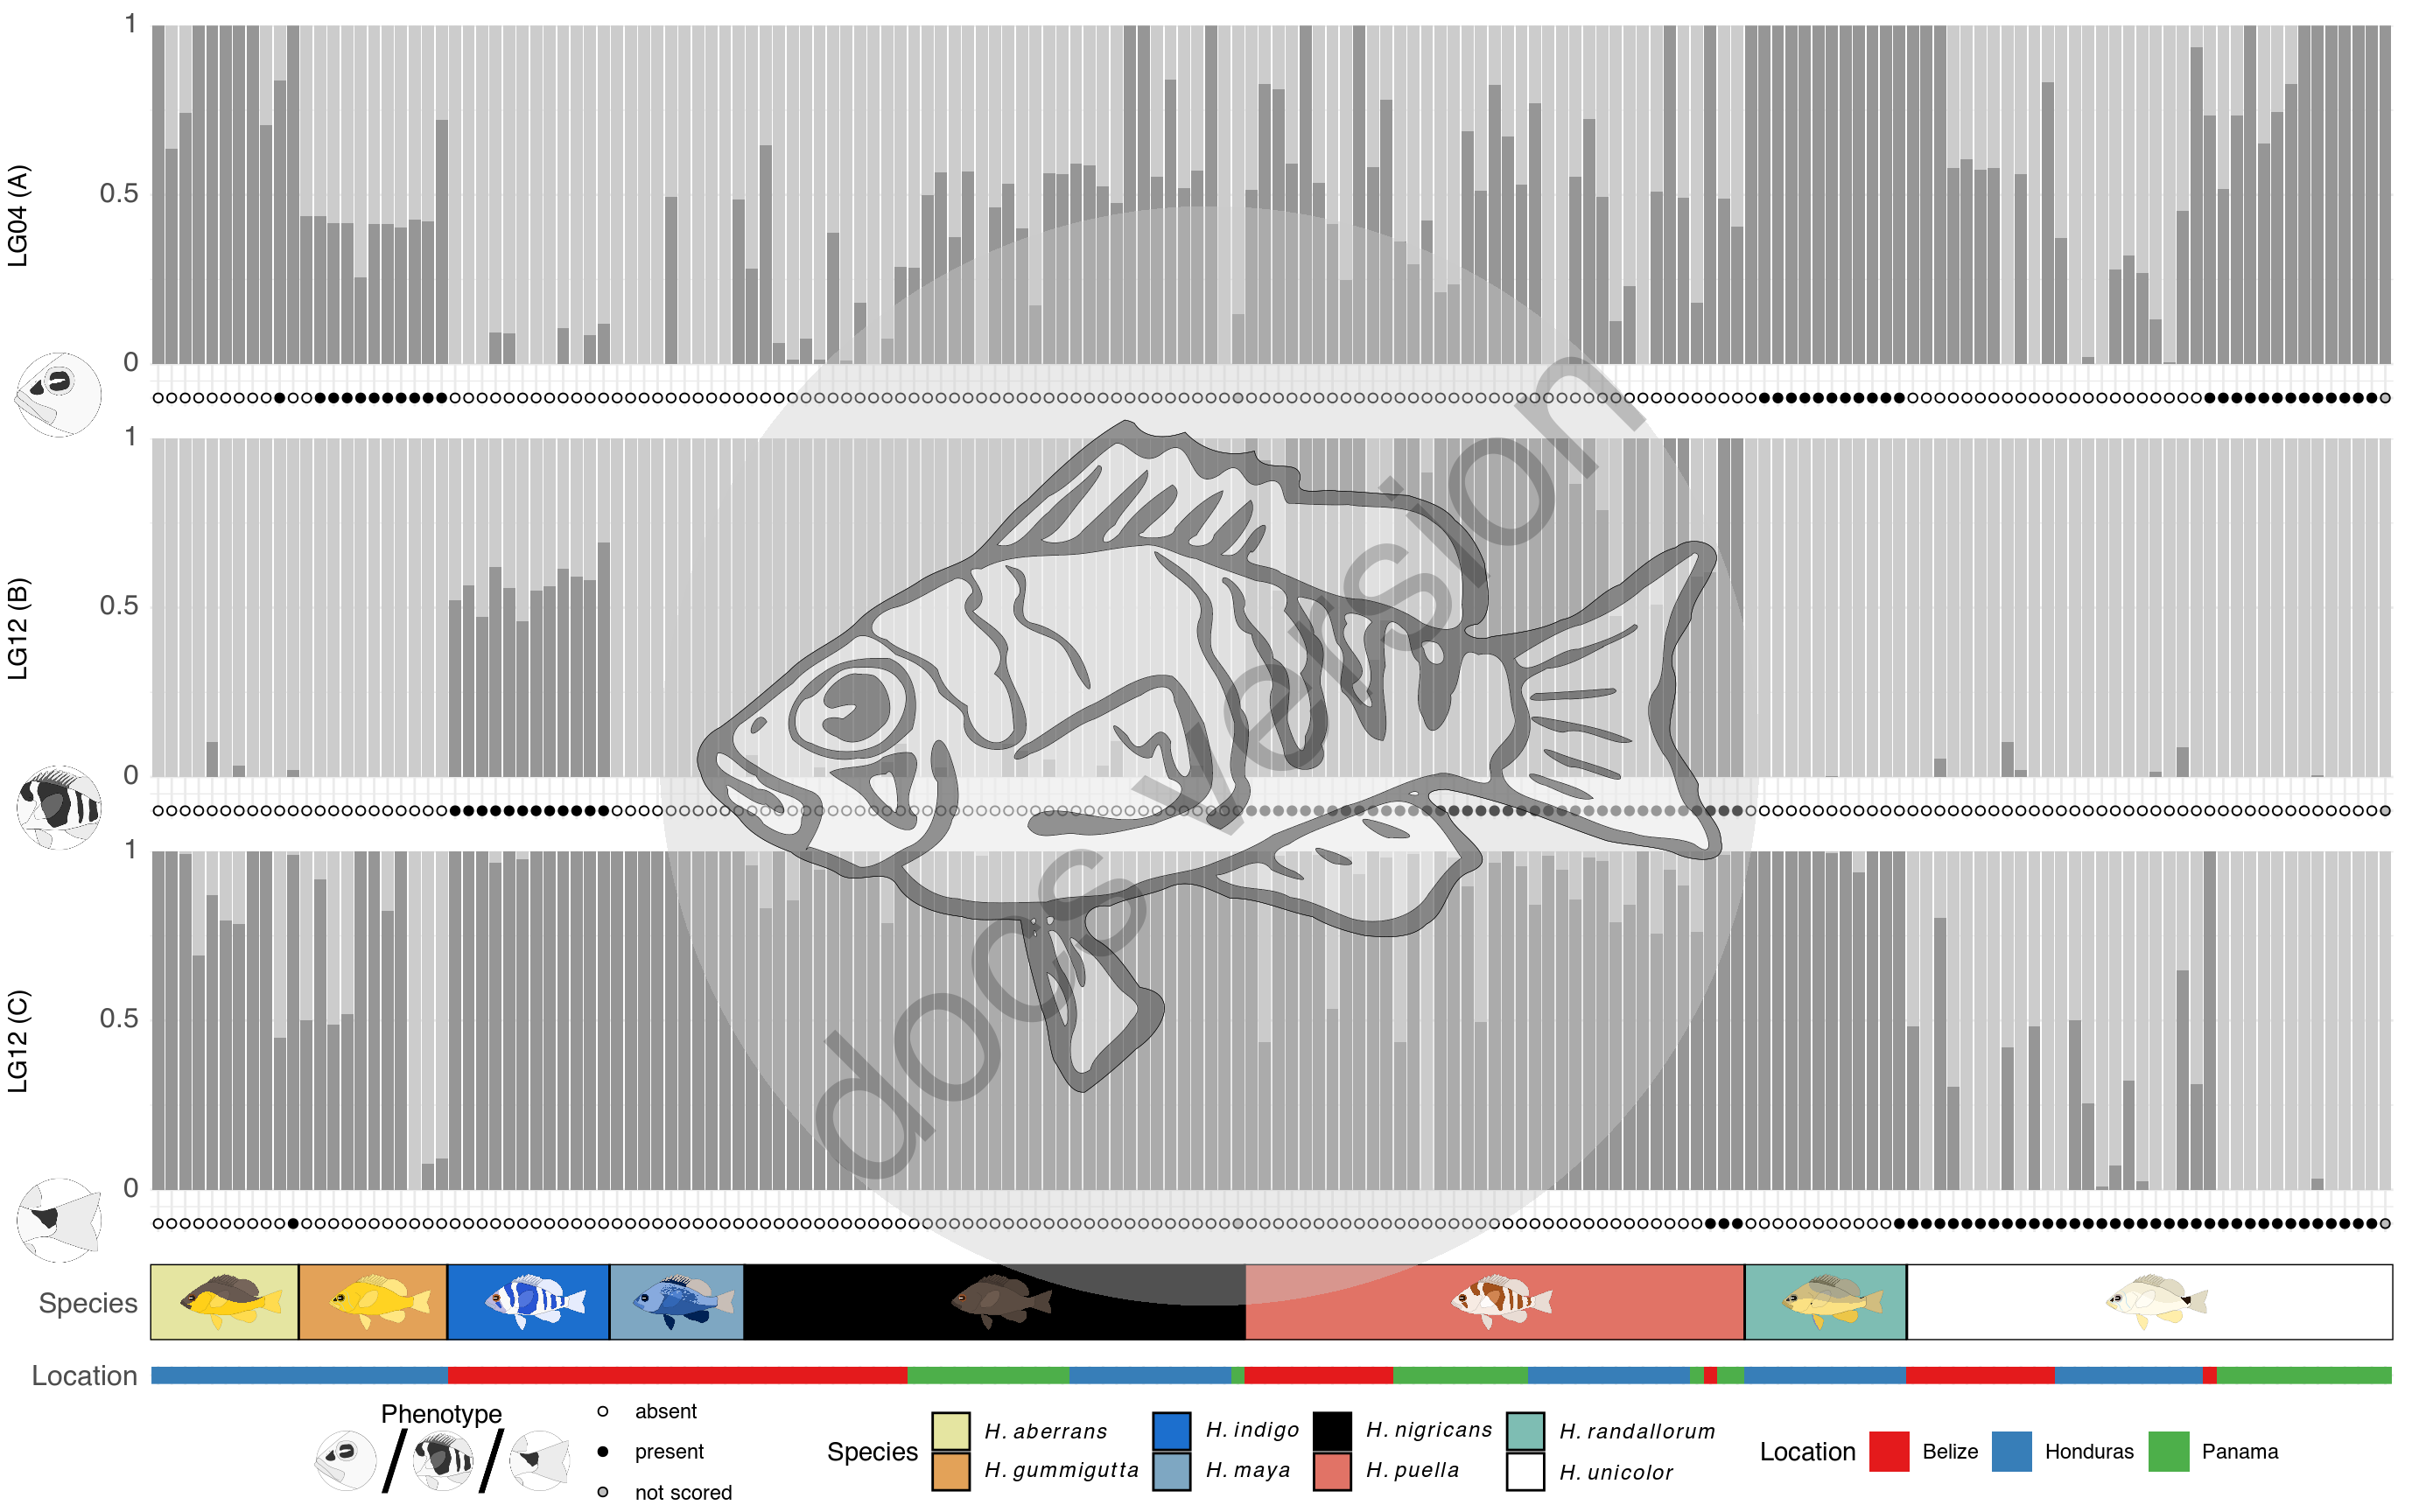 1
0.5
0
LG04 (A)
1
0.5
0
LG12 (B)
1
0.5
0
LG12 (C)
docs version
Species
Location
Phenotype
absent
present
not scored
Species
H. aberrans
H. gummigutta
H. indigo
H. maya
H. nigricans
H. puella
H. randallorum
H. unicolor
Location
Belize
Honduras
Panama